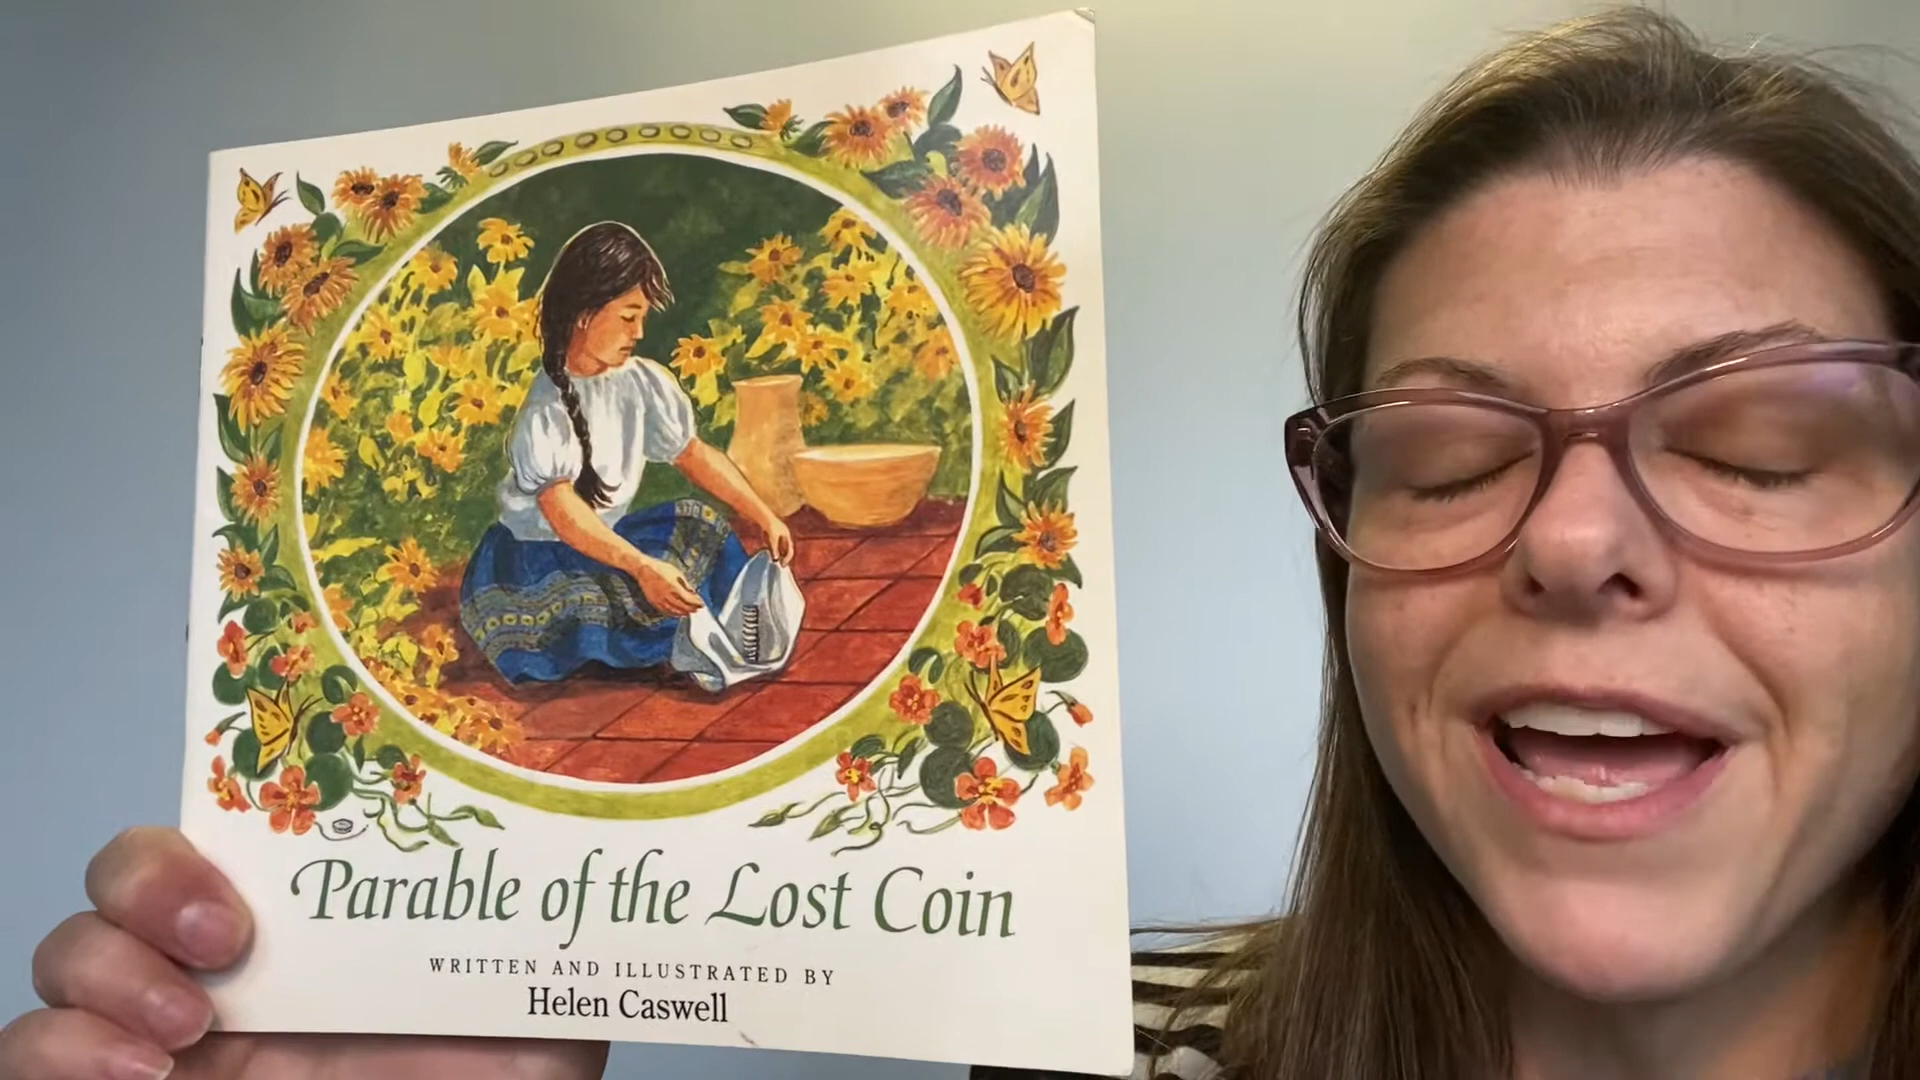 Parable of the Lost Coin
WRITTEN AND ILLUSTRATED BY
Helen Caswell